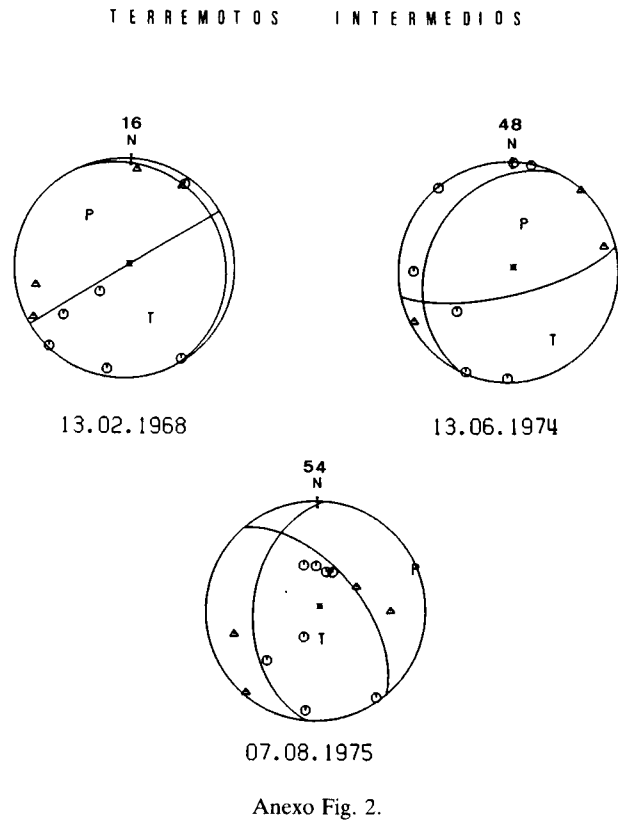 TERREMOTOS INTERMEDIOS
16
N
P
T
13.02.1968
48
N
P
T
13.06.1974
54
N
P
T
07.08.1975
Anexo Fig. 2.